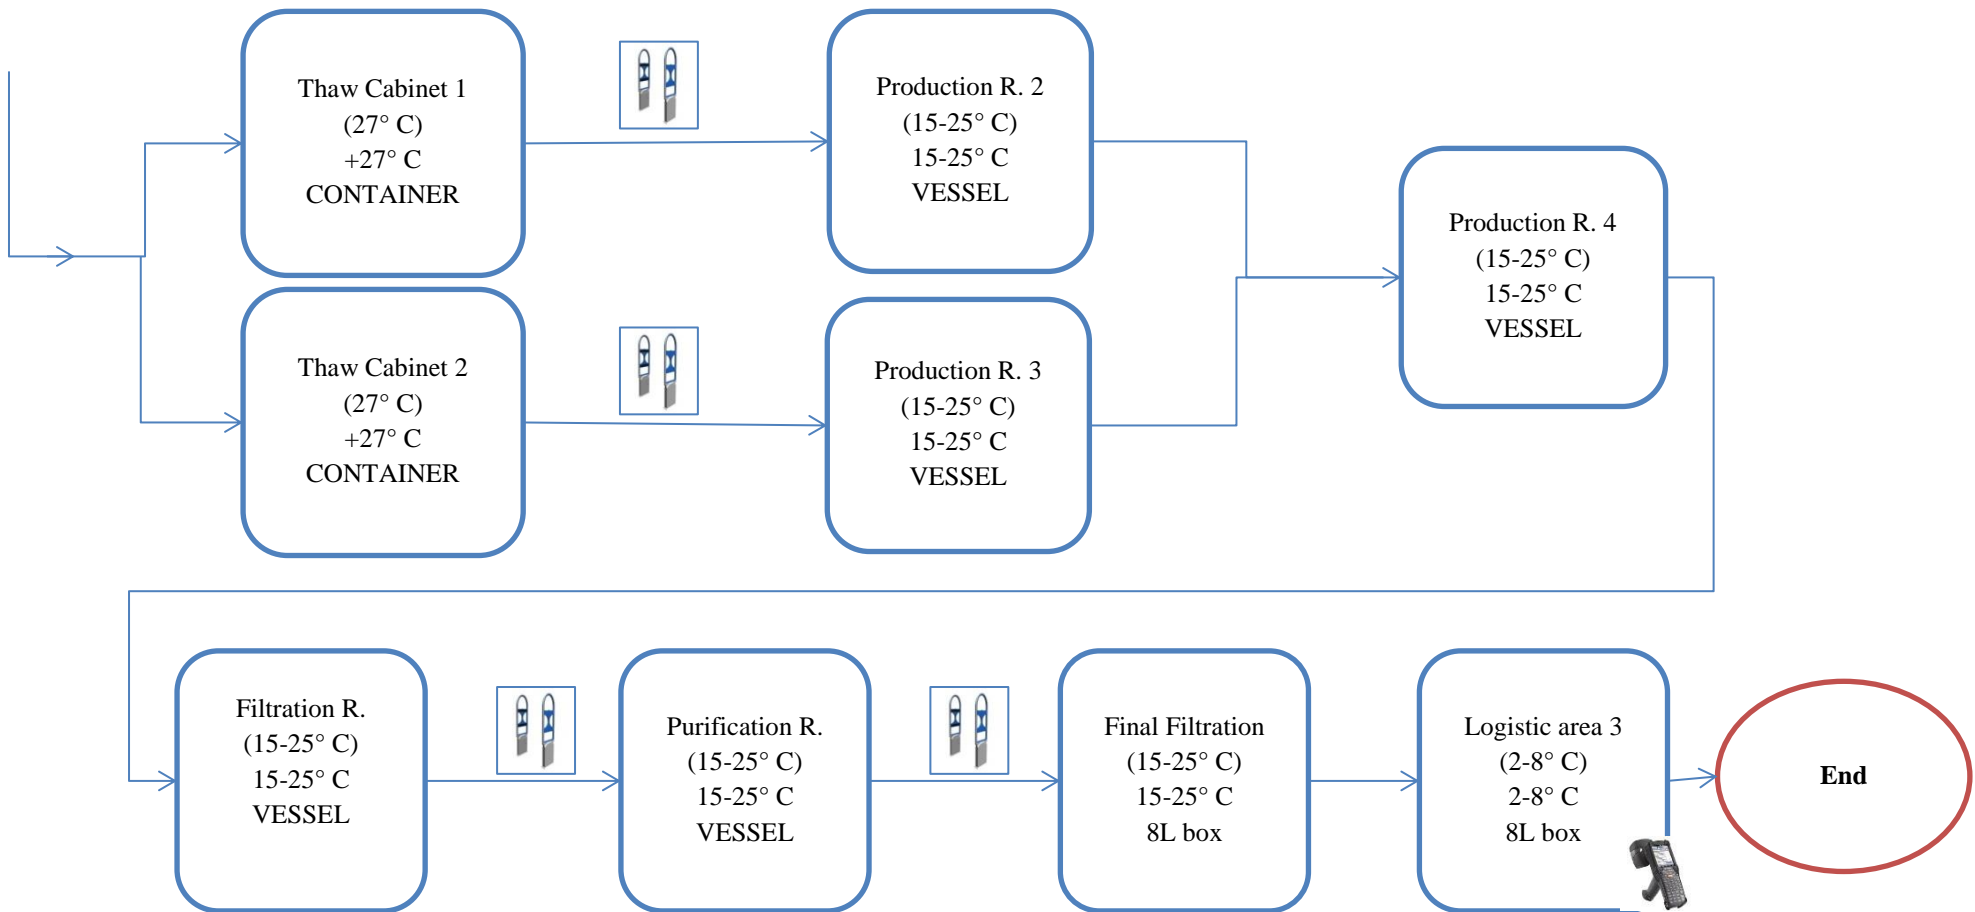 Thaw Cabinet 1
(27° C)
+27° C
CONTAINER
Production R. 2
(15-25° C)
15-25° C
VESSEL
Thaw Cabinet 2
(27° C)
+27° C
CONTAINER
Production R. 3
(15-25° C)
15-25° C
VESSEL
Production R. 4
(15-25° C)
15-25° C
VESSEL
Filtration R.
(15-25° C)
15-25° C
VESSEL
Purification R.
(15-25° C)
15-25° C
VESSEL
Final Filtration
(15-25° C)
15-25° C
8L box
Logistic area 3
(2-8° C)
2-8° C
8L box
End